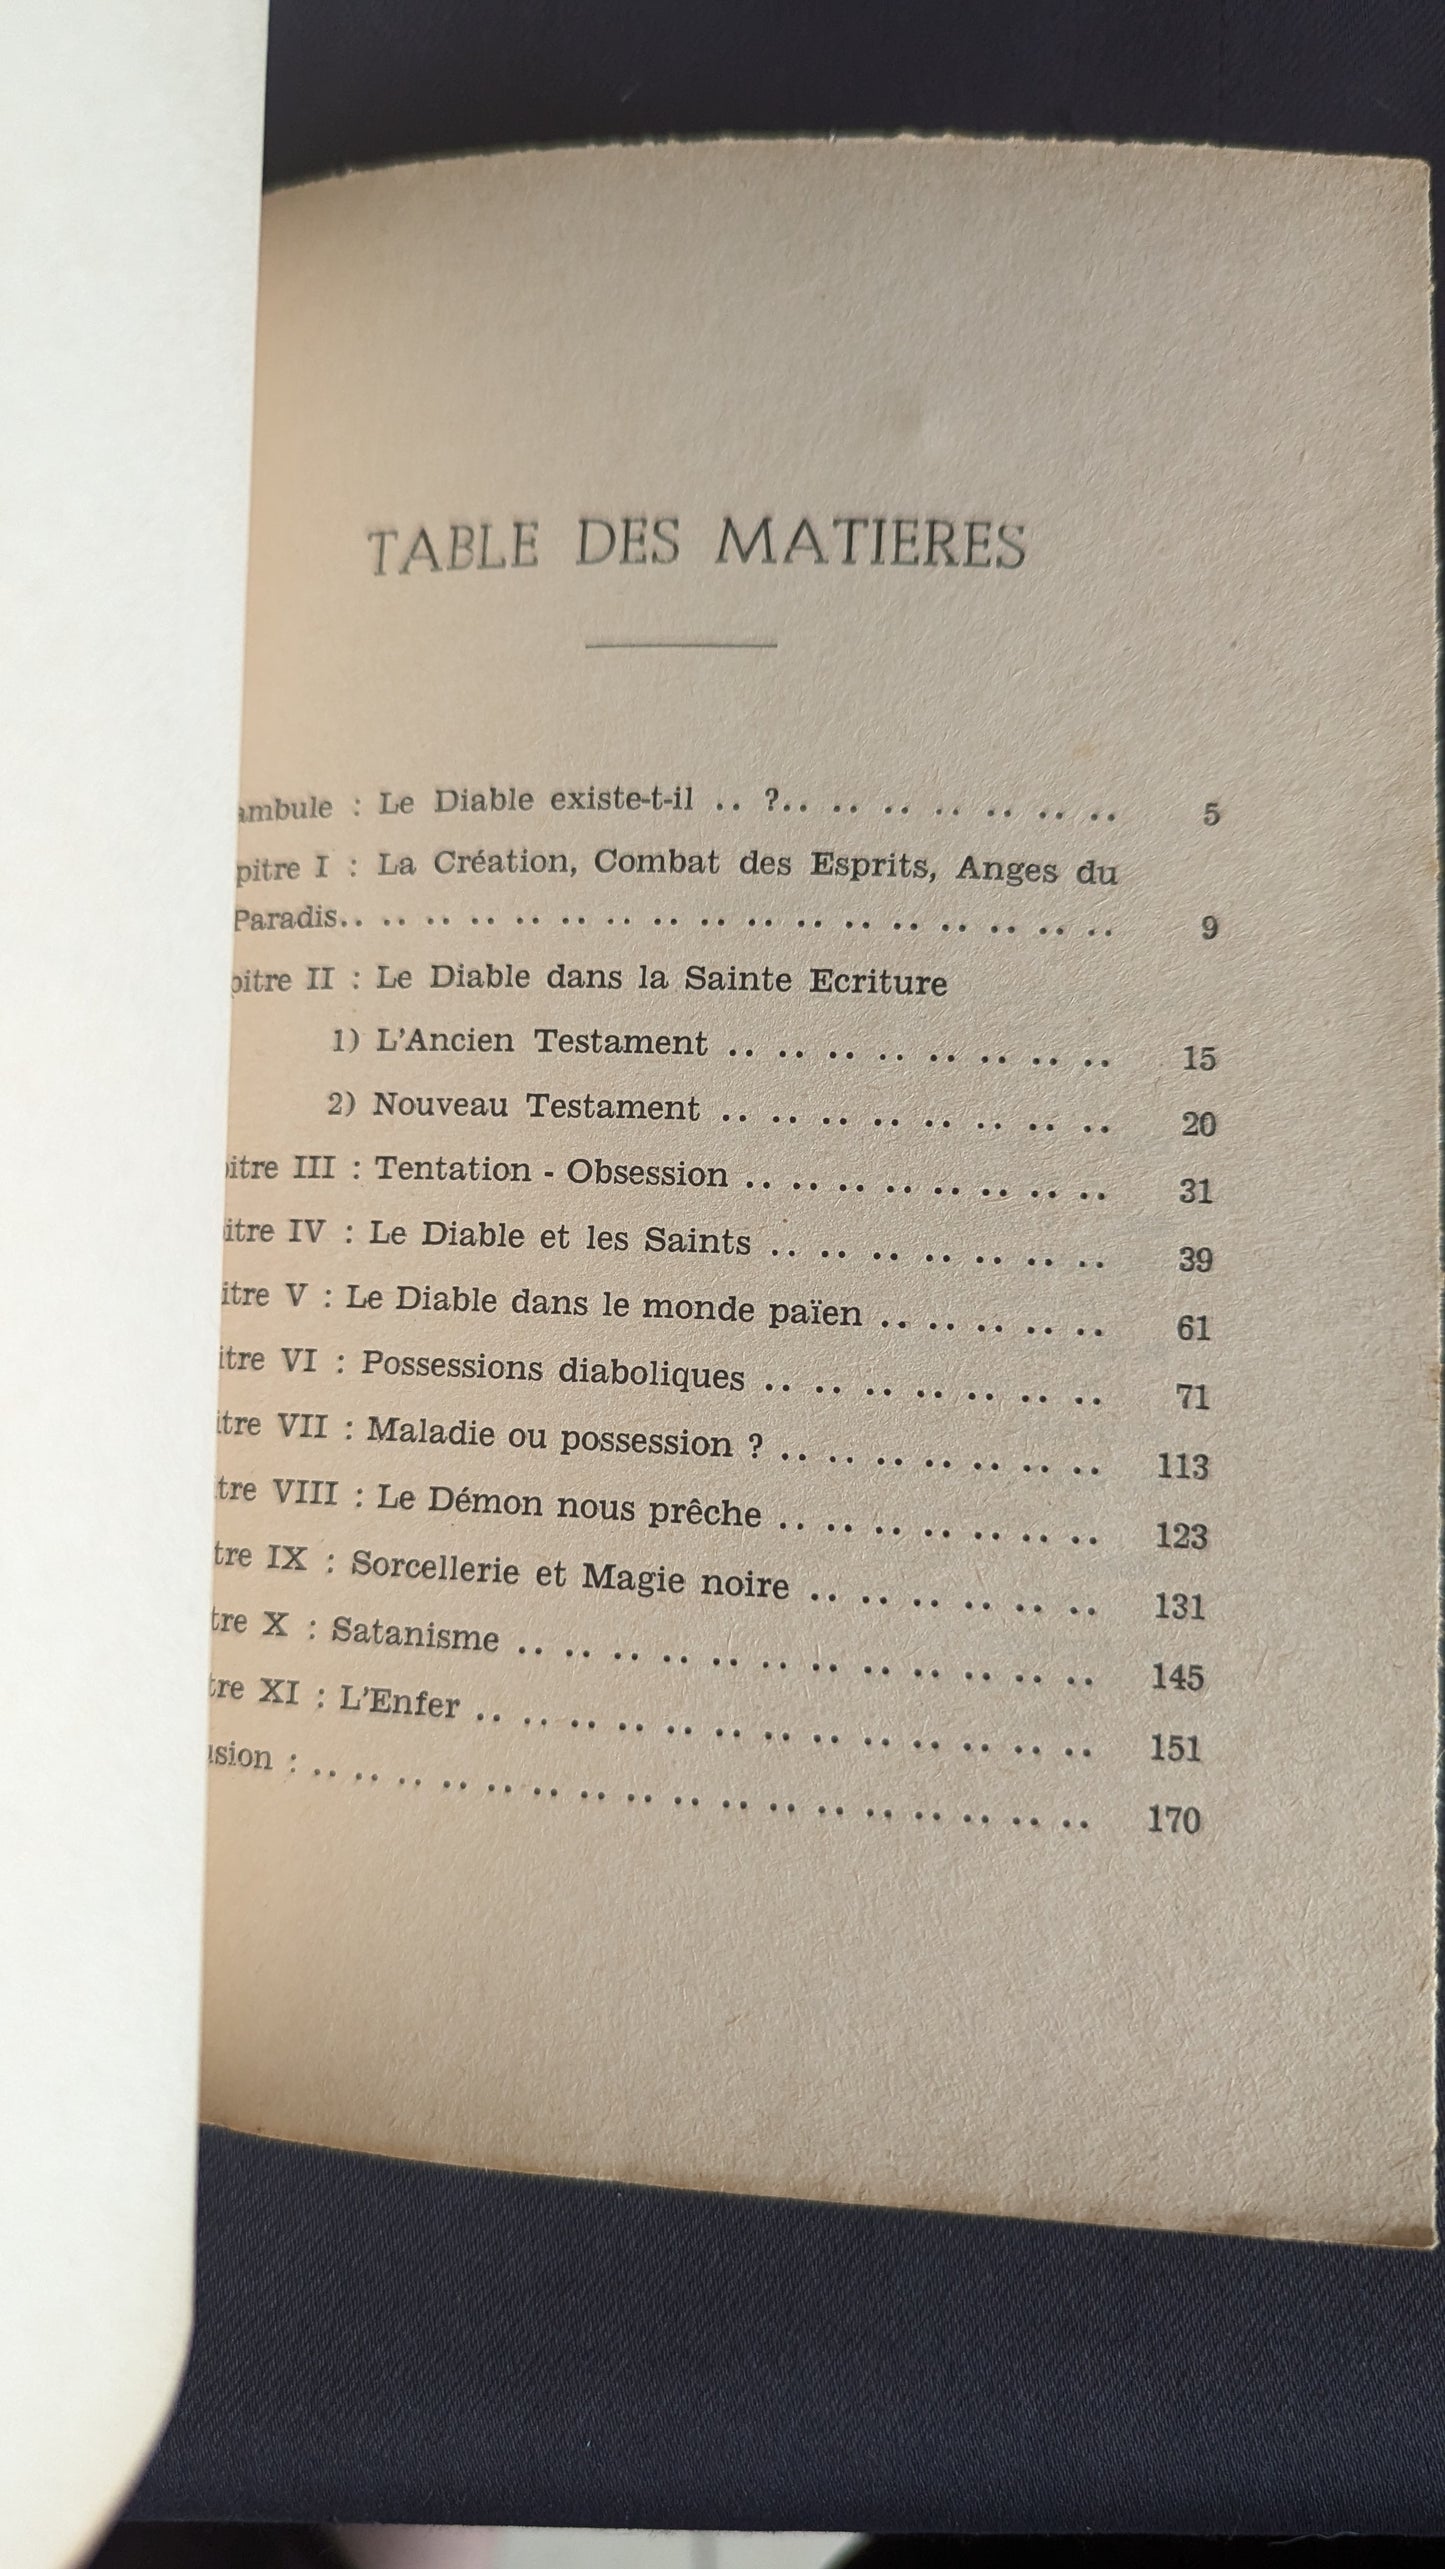 TABLE DES MATIERES
ambule : Le Diable existe-t-il .. ?.. .. .. .. .. .. .. 5
pitre I : La Création, Combat des Esprits, Anges du
Paradis.. .. .. .. .. .. .. .. .. .. .. .. .. .. .. .. .. 9
pitre II : Le Diable dans la Sainte Ecriture
1) L'Ancien Testament .. .. .. .. .. .. .. .. 15
2) Nouveau Testament .. .. .. .. .. .. .. .. 20
itre III : Tentation - Obsession .. .. .. .. .. .. .. .. 31
itre IV : Le Diable et les Saints .. .. .. .. .. .. .. 39
itre V : Le Diable dans le monde païen .. .. .. .. .. 61
itre VI : Possessions diaboliques .. .. .. .. .. .. .. 71
itre VII : Maladie ou possession ? .. .. .. .. .. .. .. 113
tre VIII : Le Démon nous prêche .. .. .. .. .. .. .. 123
tre IX : Sorcellerie et Magie noire .. .. .. .. .. .. 131
tre X : Satanisme .. .. .. .. .. .. .. .. .. .. .. .. 145
tre XI : L'Enfer .. .. .. .. .. .. .. .. .. .. .. .. .. 151
usion : .. .. .. .. .. .. .. .. .. .. .. .. .. .. .. .. .. 170